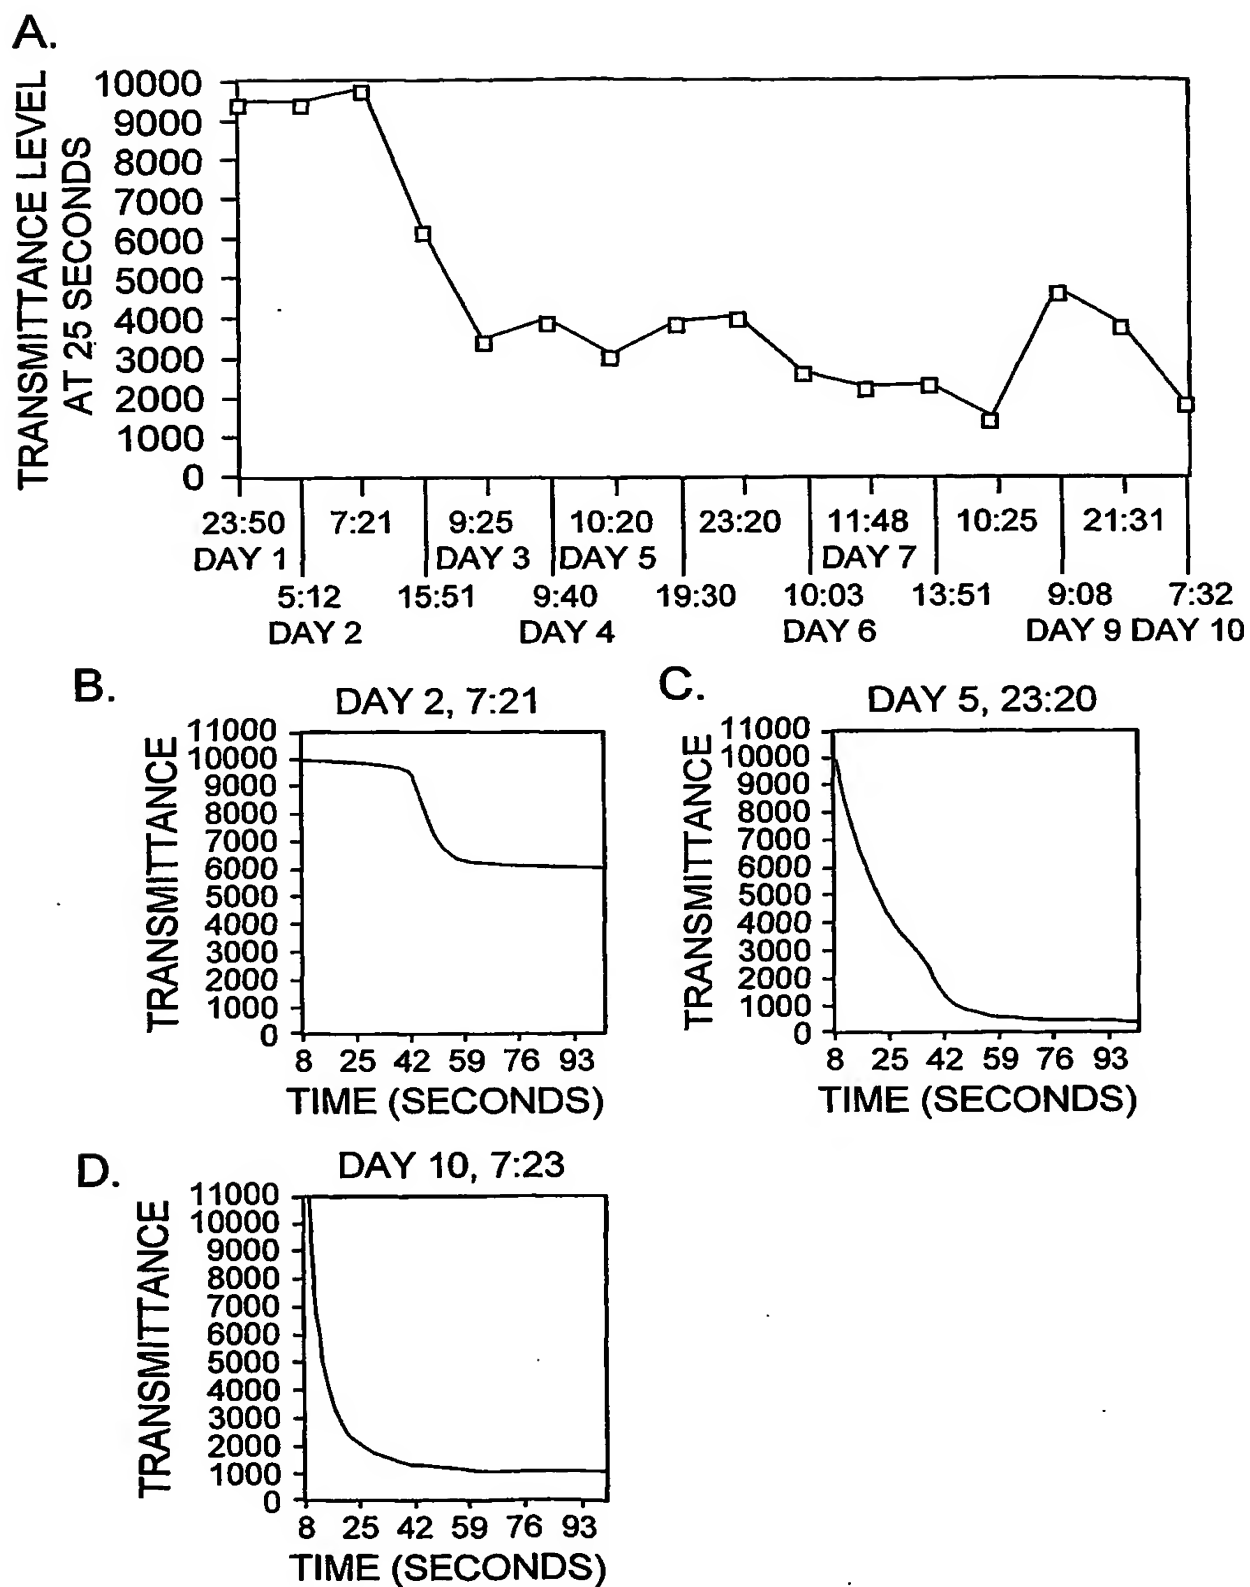 A.
TRANSMITTANCE LEVEL
AT 25 SECONDS
10000
9000
8000
7000
6000
5000
4000
3000
2000
1000
0
23:50 7:21 9:25 10:20 23:20 11:48 10:25 21:31
DAY 1 DAY 3 DAY 5 DAY 7
5:12 15:51 9:40 19:30 10:03 13:51 9:08 7:32
DAY 2 DAY 4 DAY 6 DAY 9 DAY 10
B.
DAY 2, 7:21
TRANSMITTANCE
11000
10000
9000
8000
7000
6000
5000
4000
3000
2000
1000
0
8 25 42 59 76 93
TIME (SECONDS)
C.
DAY 5, 23:20
TRANSMITTANCE
11000
10000
9000
8000
7000
6000
5000
4000
3000
2000
1000
0
8 25 42 59 76 93
TIME (SECONDS)
D.
DAY 10, 7:23
TRANSMITTANCE
11000
10000
9000
8000
7000
6000
5000
4000
3000
2000
1000
0
8 25 42 59 76 93
TIME (SECONDS)